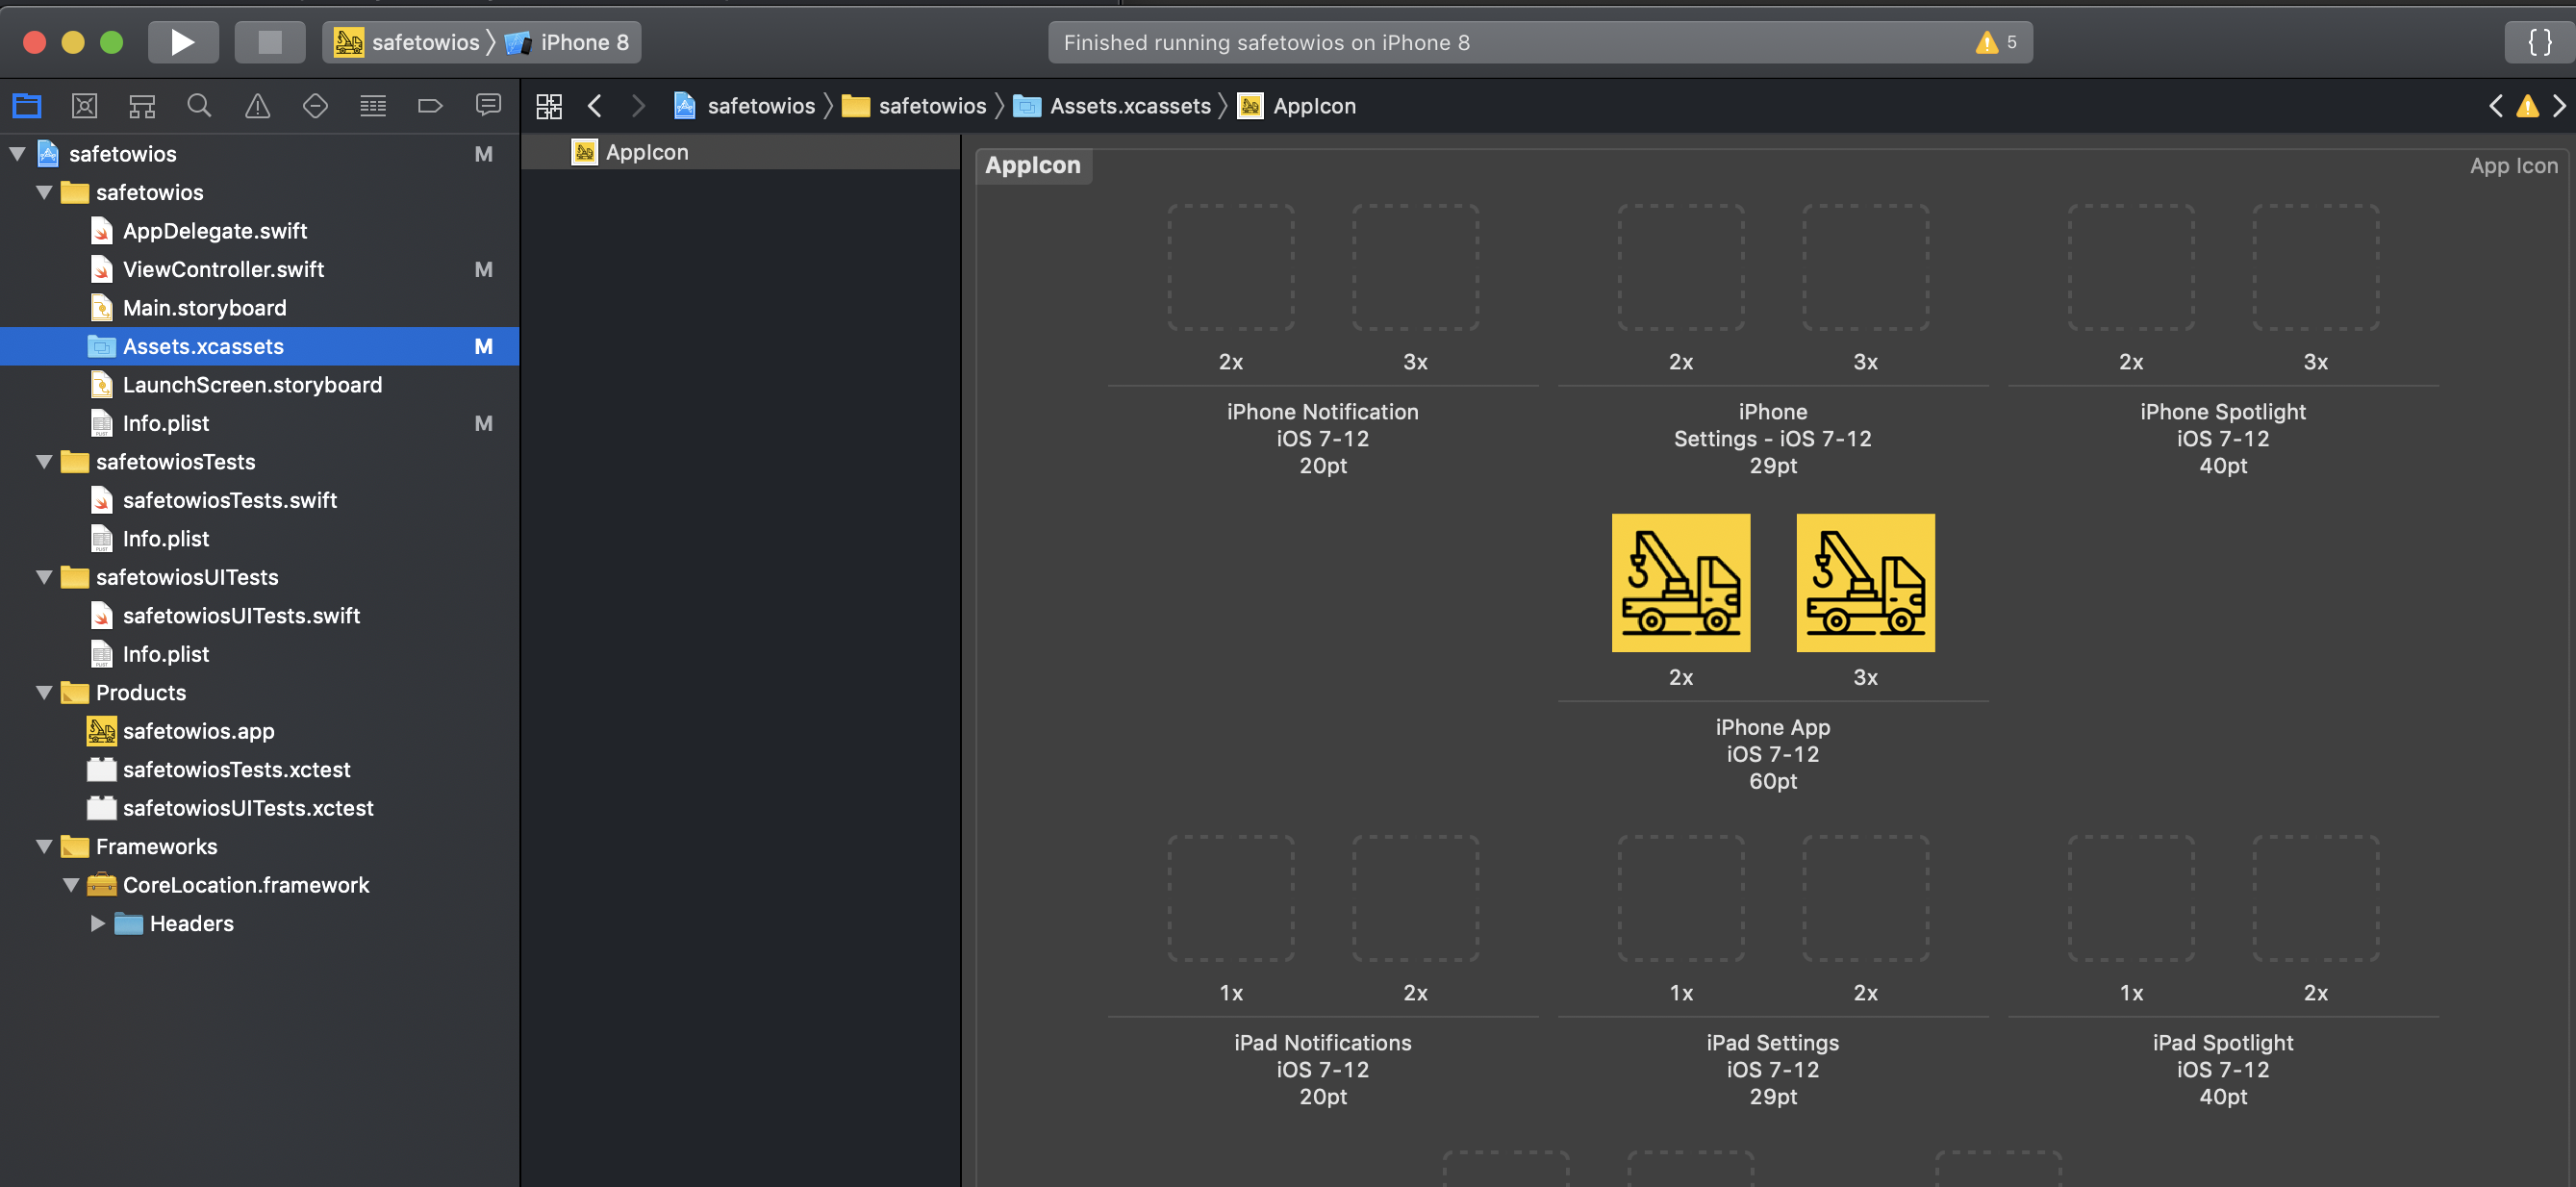 safetowios
iPhone 8
Finished running safetowios on iPhone 8
5
{ }
safetowios
safetowios
Assets.xcassets
AppIcon
safetowios M
safetowios
AppDelegate.swift
ViewController.swift M
Main.storyboard
Assets.xcassets M
LaunchScreen.storyboard
Info.plist M
safetowiosTests
safetowiosTests.swift
Info.plist
safetowiosUITests
safetowiosUITests.swift
Info.plist
Products
safetowios.app
safetowiosTests.xctest
safetowiosUITests.xctest
Frameworks
CoreLocation.framework
Headers
AppIcon
AppIcon
App Icon
2x 3x
iPhone Notification
iOS 7-12
20pt
2x 3x
iPhone
Settings - iOS 7-12
29pt
2x 3x
iPhone Spotlight
iOS 7-12
40pt
2x 3x
iPhone App
iOS 7-12
60pt
1x 2x
iPad Notifications
iOS 7-12
20pt
1x 2x
iPad Settings
iOS 7-12
29pt
1x 2x
iPad Spotlight
iOS 7-12
40pt